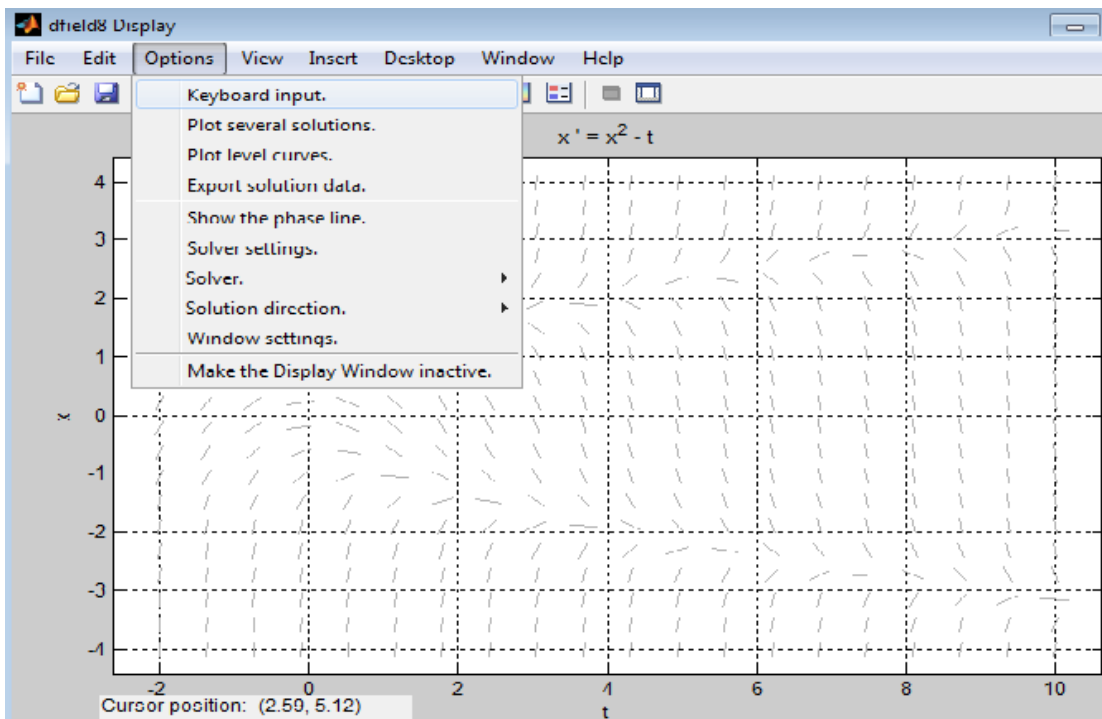 dfield8 Display
File Edit Options View Insert Desktop Window Help
Keyboard input.
Plot several solutions.
Plot level curves.
Export solution data.
Show the phase line.
Solver settings.
Solver.
Solution direction.
Window settings.
Make the Display Window inactive.
x ' = x² - t
4
3
2
1
0
-1
-2
-3
-4
x
-2 0 2 4 6 8 10
t
Cursor position: (2.59, 5.12)